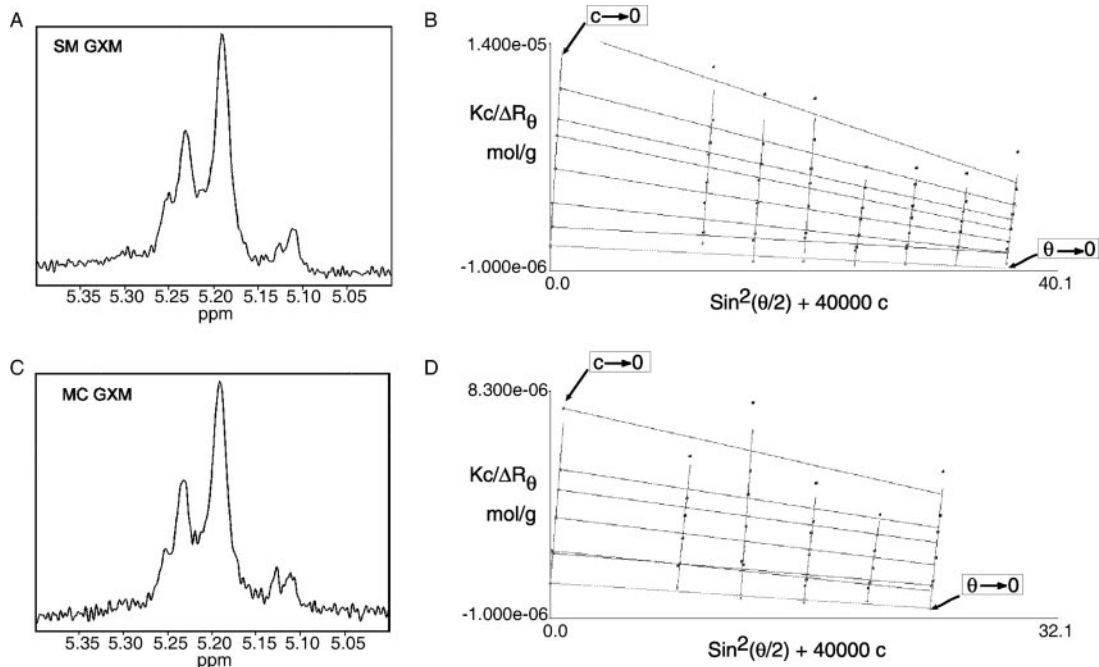 A
SM GXM
5.35 5.30 5.25 5.20 5.15 5.10 5.05
ppm
B
c→0
1.400e-05
Kc/ΔRθ
mol/g
-1.000e-06
θ→0
0.0
40.1
Sin²(θ/2) + 40000 c
C
MC GXM
5.35 5.30 5.25 5.20 5.15 5.10 5.05
ppm
D
c→0
8.300e-06
Kc/ΔRθ
mol/g
-1.000e-06
θ→0
0.0
32.1
Sin²(θ/2) + 40000 c